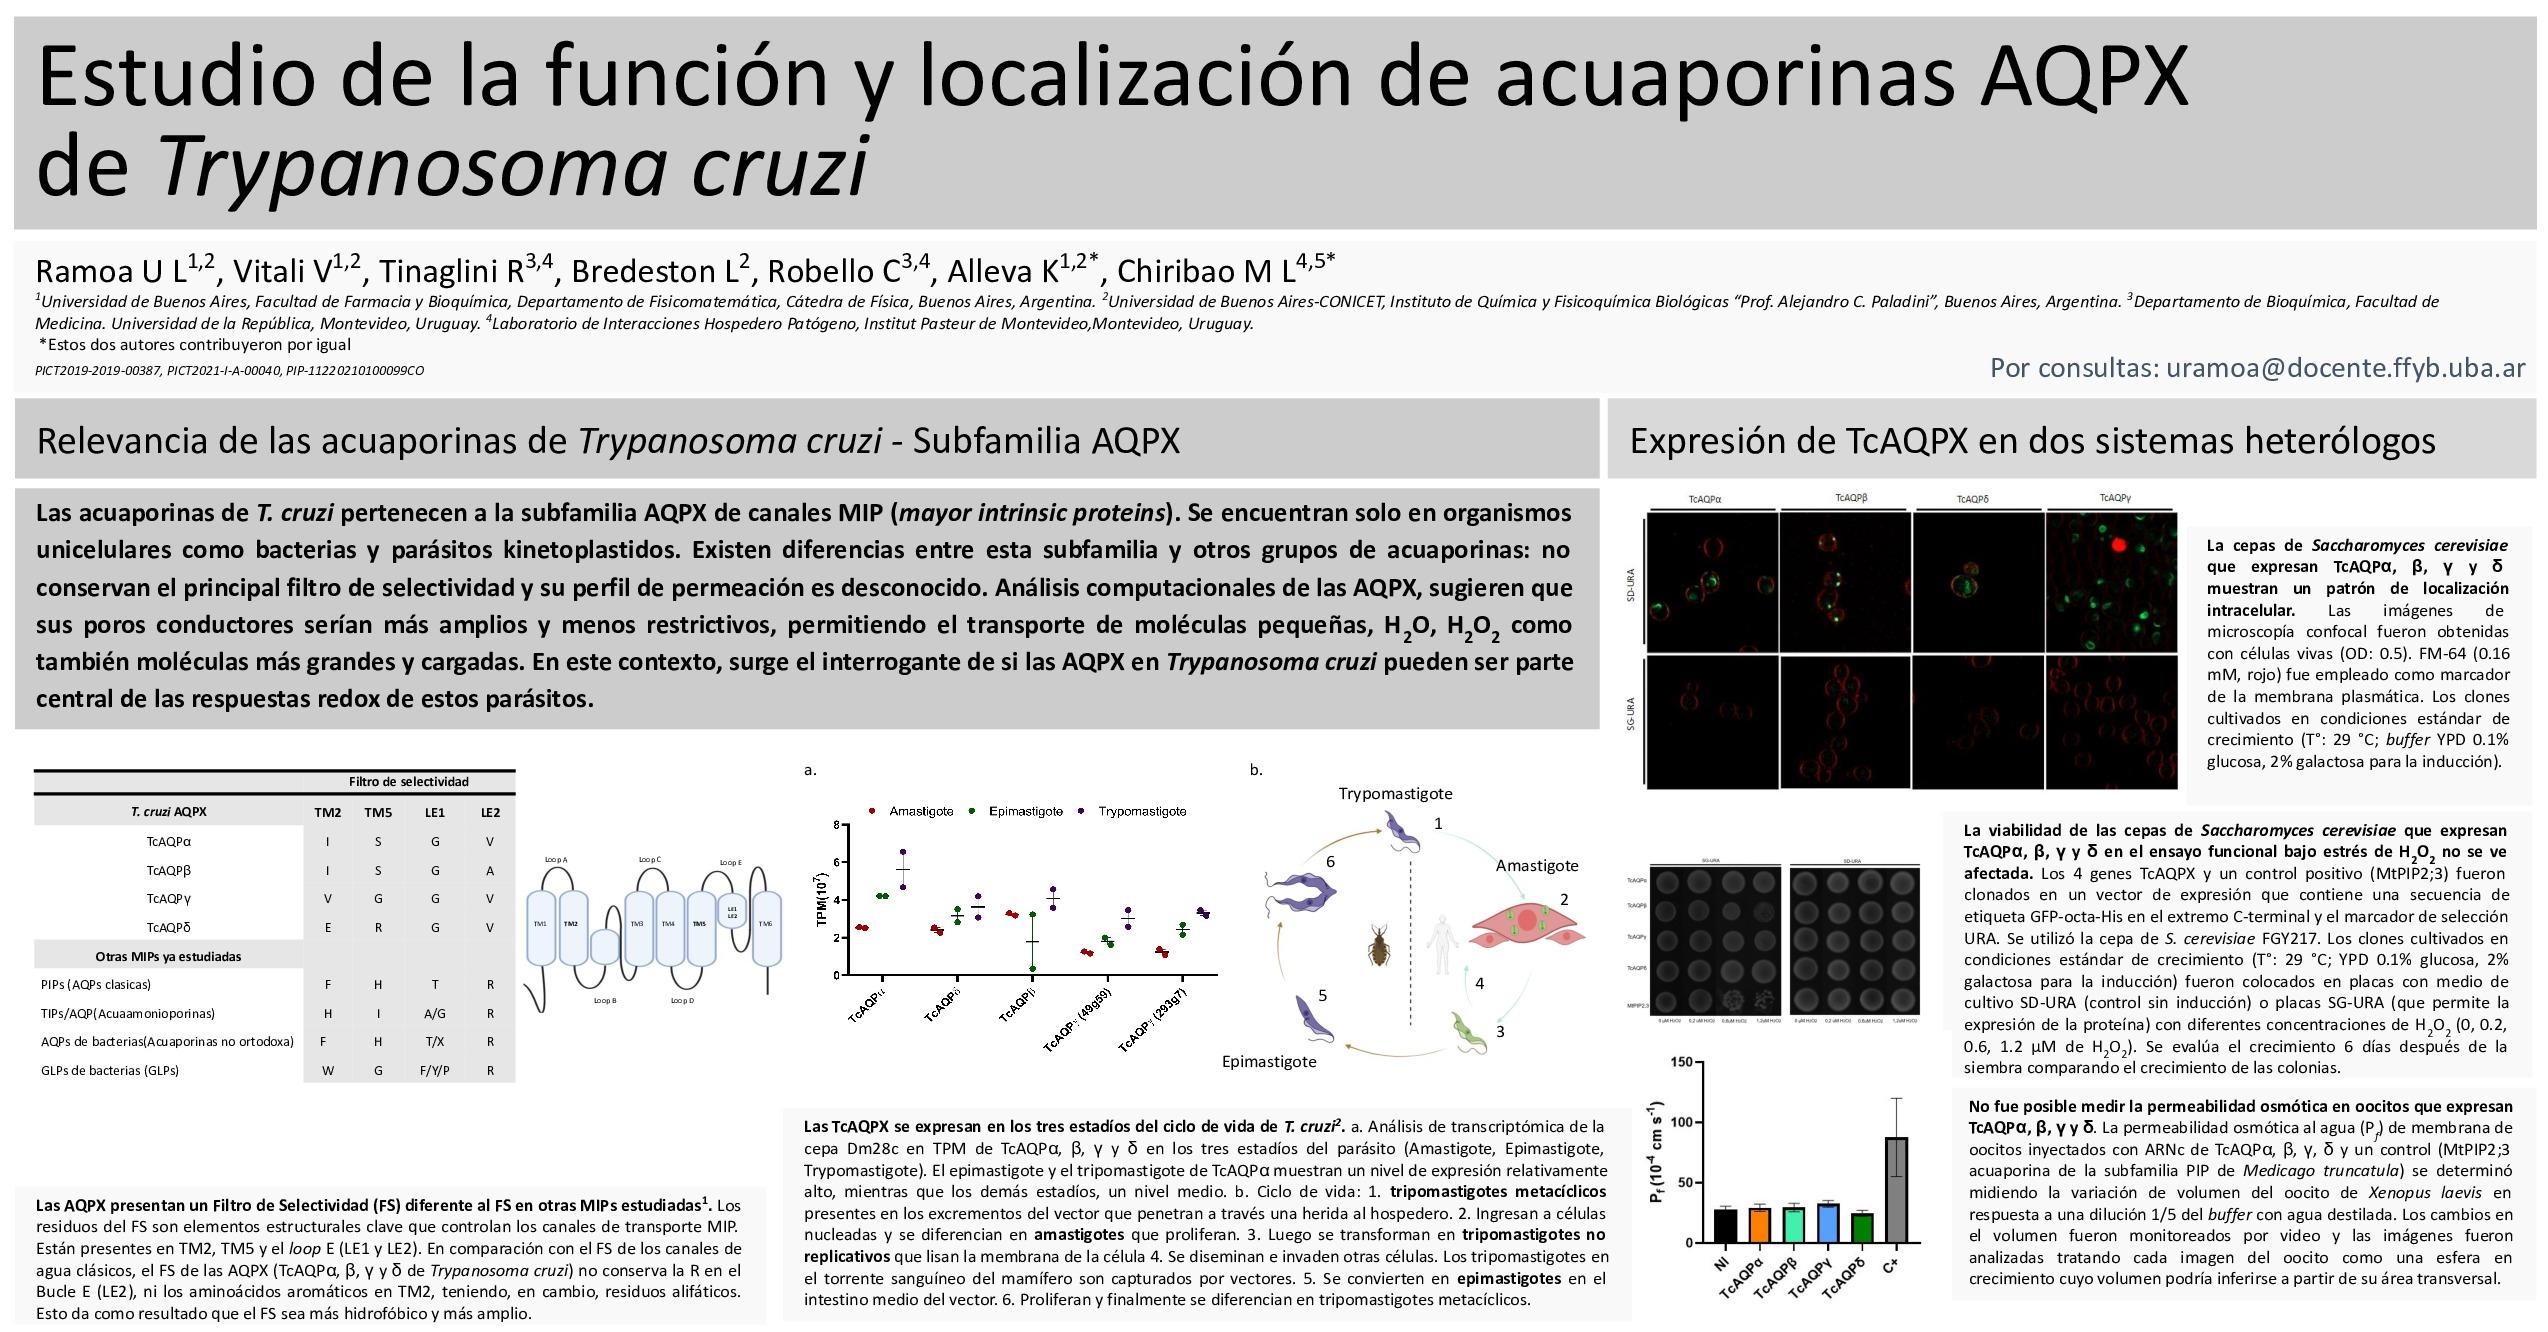 Estudio de la función y localización de acuaporinas AQPX
de Trypanosoma cruzi
Ramoa U L1,2, Vitali V1,2, Tinaglini R3,4, Bredeston L2, Robello C3,4, Alleva K1,2*, Chiribao M L4,5*
1Universidad de Buenos Aires, Facultad de Farmacia y Bioquímica, Departamento de Fisicomatemática, Cátedra de Física, Buenos Aires, Argentina. 2Universidad de Buenos Aires-CONICET, Instituto de Química y Fisicoquímica Biológicas “Prof. Alejandro C. Paladini”, Buenos Aires, Argentina. 3Departamento de Bioquímica, Facultad de
Medicina. Universidad de la República, Montevideo, Uruguay. 4Laboratorio de Interacciones Hospedero Patógeno, Institut Pasteur de Montevideo,Montevideo, Uruguay.
*Estos dos autores contribuyeron por igual
PICT2019-2019-00387, PICT2021-I-A-00040, PIP-11220210100099CO
Por consultas: uramoa@docente.ffyb.uba.ar
Relevancia de las acuaporinas de Trypanosoma cruzi - Subfamilia AQPX
Las acuaporinas de T. cruzi pertenecen a la subfamilia AQPX de canales MIP (mayor intrinsic proteins). Se encuentran solo en organismos
unicelulares como bacterias y parásitos kinetoplastidos. Existen diferencias entre esta subfamilia y otros grupos de acuaporinas: no
conservan el principal filtro de selectividad y su perfil de permeación es desconocido. Análisis computacionales de las AQPX, sugieren que
sus poros conductores serían más amplios y menos restrictivos, permitiendo el transporte de moléculas pequeñas, H2O, H2O2 como
también moléculas más grandes y cargadas. En este contexto, surge el interrogante de si las AQPX en Trypanosoma cruzi pueden ser parte
central de las respuestas redox de estos parásitos.
Filtro de selectividad
T. cruzi AQPX TM2 TM5 LE1 LE2
TcAQPα I S G V
TcAQPβ I S G A
TcAQPγ V G G V
TcAQPδ E R G V
Otras MIPs ya estudiadas
PIPs (AQPs clasicas) F H T R
TIPs/AQP(Acuaamonioporinas) H I A/G R
AQPs de bacterias(Acuaporinas no ortodoxa) F H T/X R
GLPs de bacterias (GLPs) W G F/Y/P R
Loop A Loop C Loop E
TM1 TM2 TM3 TM4 TM5 LE1 LE2 TM6
Loop B Loop D
Las AQPX presentan un Filtro de Selectividad (FS) diferente al FS en otras MIPs estudiadas1. Los
residuos del FS son elementos estructurales clave que controlan los canales de transporte MIP.
Están presentes en TM2, TM5 y el loop E (LE1 y LE2). En comparación con el FS de los canales de
agua clásicos, el FS de las AQPX (TcAQPα, β, γ y δ de Trypanosoma cruzi) no conserva la R en el
Bucle E (LE2), ni los aminoácidos aromáticos en TM2, teniendo, en cambio, residuos alifáticos.
Esto da como resultado que el FS sea más hidrofóbico y más amplio.
a.
Amastigote Epimastigote Trypomastigote
TPM(10⁷)
8
6
4
2
0
TcAQPα TcAQPδ TcAQPβ TcAQPγ (49g59) TcAQPγ (293g7)
b.
Trypomastigote
1
Amastigote
6
2
4
5
3
Epimastigote
Las TcAQPX se expresan en los tres estadíos del ciclo de vida de T. cruzi2. a. Análisis de transcriptómica de la
cepa Dm28c en TPM de TcAQPα, β, γ y δ en los tres estadíos del parásito (Amastigote, Epimastigote,
Trypomastigote). El epimastigote y el tripomastigote de TcAQPα muestran un nivel de expresión relativamente
alto, mientras que los demás estadíos, un nivel medio. b. Ciclo de vida: 1. tripomastigotes metacíclicos
presentes en los excrementos del vector que penetran a través una herida al hospedero. 2. Ingresan a células
nucleadas y se diferencian en amastigotes que proliferan. 3. Luego se transforman en tripomastigotes no
replicativos que lisan la membrana de la célula 4. Se diseminan e invaden otras células. Los tripomastigotes en
el torrente sanguíneo del mamífero son capturados por vectores. 5. Se convierten en epimastigotes en el
intestino medio del vector. 6. Proliferan y finalmente se diferencian en tripomastigotes metacíclicos.
Expresión de TcAQPX en dos sistemas heterólogos
TcAQPα TcAQPβ TcAQPδ TcAQPγ
SD-URA
SG-URA
La cepas de Saccharomyces cerevisiae
que expresan TcAQPα, β, γ y δ
muestran un patrón de localización
intracelular. Las imágenes de
microscopía confocal fueron obtenidas
con células vivas (OD: 0.5). FM-64 (0.16
mM, rojo) fue empleado como marcador
de la membrana plasmática. Los clones
cultivados en condiciones estándar de
crecimiento (T°: 29 °C; buffer YPD 0.1%
glucosa, 2% galactosa para la inducción).
SG-URA SD-URA
TcAQPα
TcAQPβ
TcAQPγ
TcAQPδ
MtPIP2;3
0 µM H2O2 0,2 uM H2O2 0.6uM H2O2 1,2uM H2O2 0 µM H2O2 0,2 uM H2O2 0.6uM H2O2 1,2uM H2O2
La viabilidad de las cepas de Saccharomyces cerevisiae que expresan
TcAQPα, β, γ y δ en el ensayo funcional bajo estrés de H2O2 no se ve
afectada. Los 4 genes TcAQPX y un control positivo (MtPIP2;3) fueron
clonados en un vector de expresión que contiene una secuencia de
etiqueta GFP-octa-His en el extremo C-terminal y el marcador de selección
URA. Se utilizó la cepa de S. cerevisiae FGY217. Los clones cultivados en
condiciones estándar de crecimiento (T°: 29 °C; YPD 0.1% glucosa, 2%
galactosa para la inducción) fueron colocados en placas con medio de
cultivo SD-URA (control sin inducción) o placas SG-URA (que permite la
expresión de la proteína) con diferentes concentraciones de H2O2 (0, 0.2,
0.6, 1.2 µM de H2O2). Se evalúa el crecimiento 6 días después de la
siembra comparando el crecimiento de las colonias.
Pf (10⁻⁴ cm s⁻¹)
150
100
50
0
NI TcAQPα TcAQPβ TcAQPγ TcAQPδ C+
No fue posible medir la permeabilidad osmótica en oocitos que expresan
TcAQPα, β, γ y δ. La permeabilidad osmótica al agua (Pf) de membrana de
oocitos inyectados con ARNc de TcAQPα, β, γ, δ y un control (MtPIP2;3
acuaporina de la subfamilia PIP de Medicago truncatula) se determinó
midiendo la variación de volumen del oocito de Xenopus laevis en
respuesta a una dilución 1/5 del buffer con agua destilada. Los cambios en
el volumen fueron monitoreados por video y las imágenes fueron
analizadas tratando cada imagen del oocito como una esfera en
crecimiento cuyo volumen podría inferirse a partir de su área transversal.